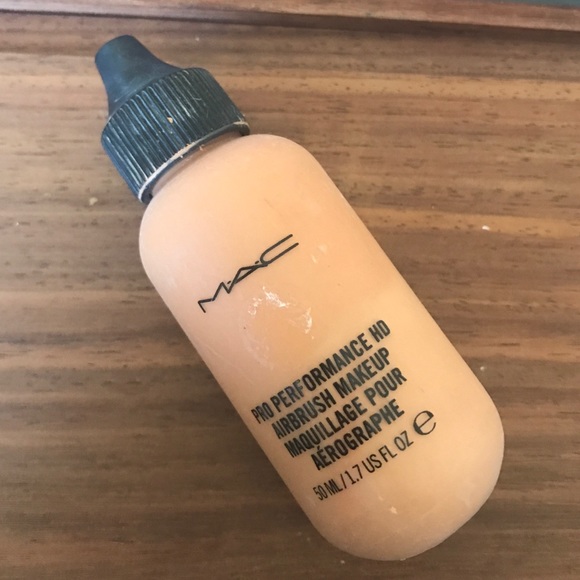 M·A·C
PRO PERFORMANCE HD
AIRBRUSH MAKEUP
MAQUILLAGE POUR
AÉROGRAPHE
50 ML / 1.7 US FL OZ ℮